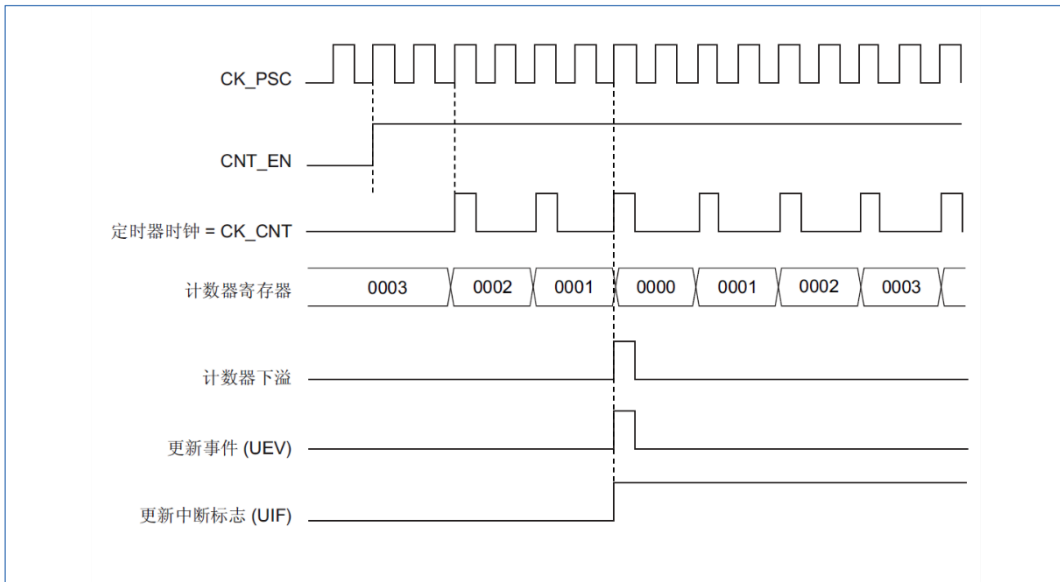 CK_PSC
CNT_EN
定时器时钟 = CK_CNT
计数器寄存器 0003 0002 0001 0000 0001 0002 0003
计数器下溢
更新事件 (UEV)
更新中断标志 (UIF)